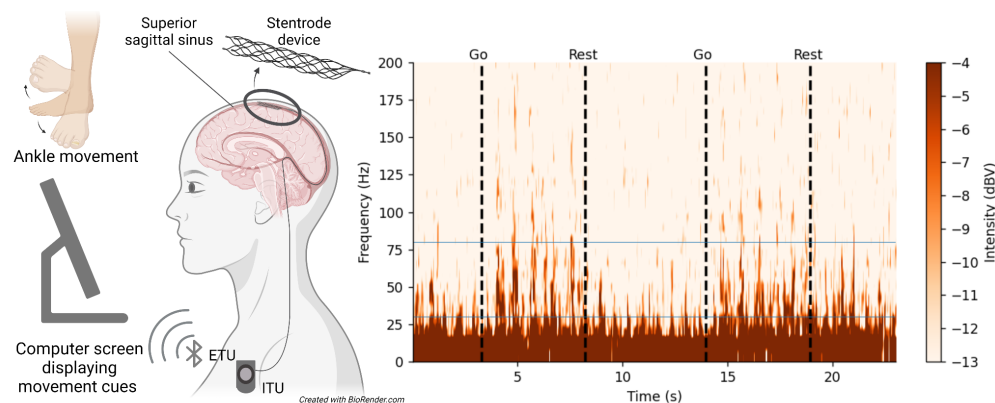 Superior
sagittal sinus
Stentrode
device
Ankle movement
Computer screen
displaying
movement cues
ETU
ITU
Created with BioRender.com
Go
Rest
Go
Rest
200
175
150
125
100
75
50
25
0
Frequency (Hz)
5
10
15
20
Time (s)
−4
−5
−6
−7
−8
−9
−10
−11
−12
−13
Intensity (dBV)